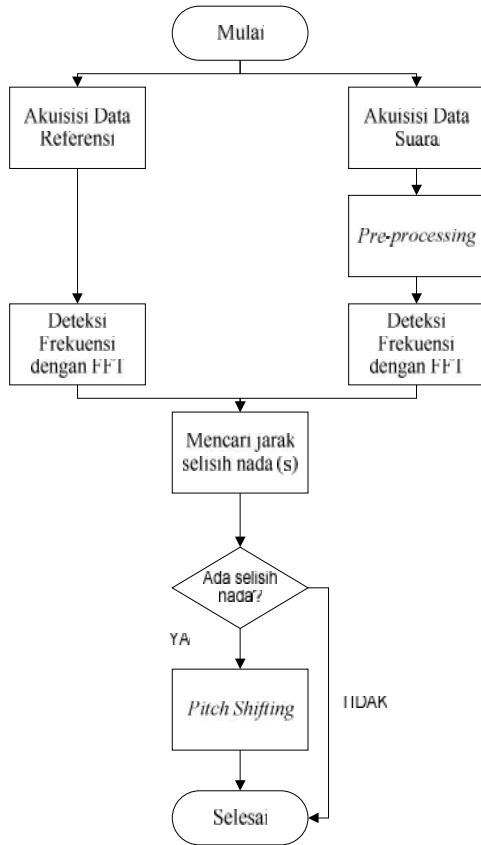 Mulai
Akuisisi Data
Referensi
Akuisisi Data
Suara
Pre-processing
Deteksi
Frekuensi
dengan FFT
Deteksi
Frekuensi
dengan FFT
Mencari jarak
selisih nada (s)
Ada selisih
nada?
YA
TIDAK
Pitch Shifting
Selesai